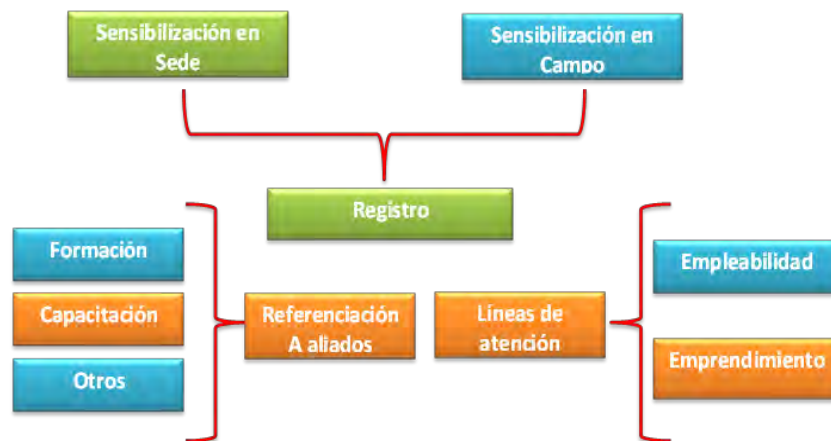 Sensibilización en
Sede
Sensibilización en
Campo
Registro
Formación
Capacitación
Otros
Referenciación
A aliados
Líneas de
atención
Empleabilidad
Emprendimiento